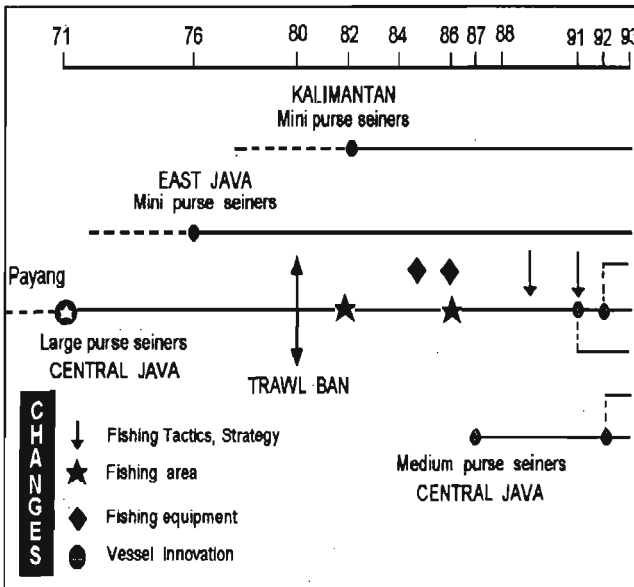 71 76 80 82 84 86 87 88 91 92 93
KALIMANTAN
Mini purse seiners
EAST JAVA
Mini purse seiners
Payang
Large purse seiners
CENTRAL JAVA
TRAWL BAN
Medium purse seiners
CENTRAL JAVA
CHANGES
Fishing Tactics, Strategy
Fishing area
Fishing equipment
Vessel Innovation